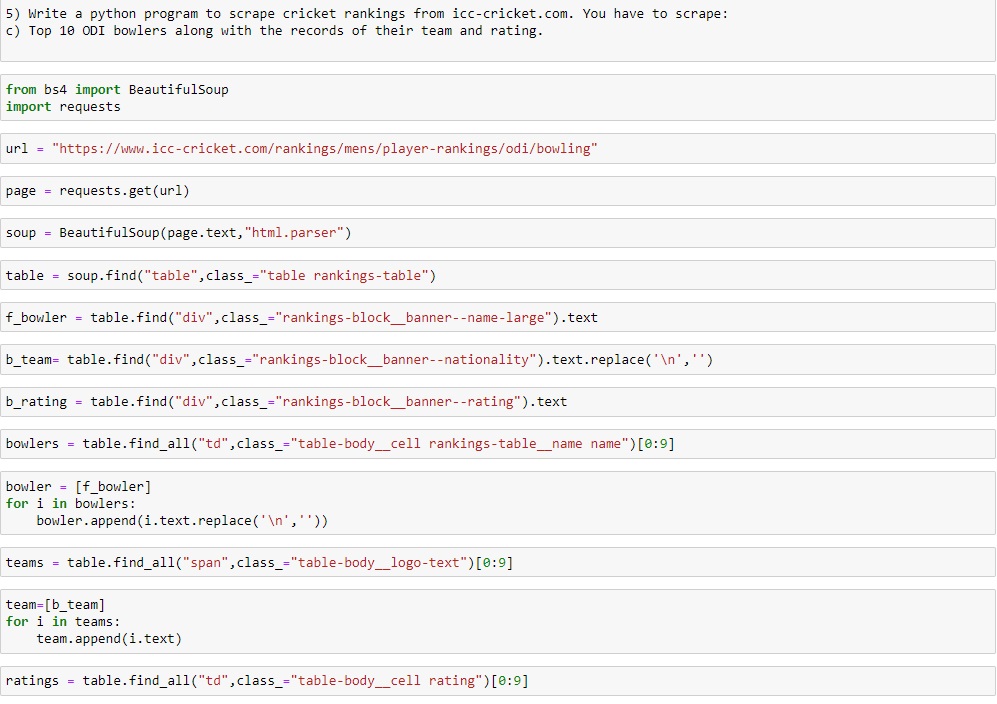 5) Write a python program to scrape cricket rankings from icc-cricket.com. You have to scrape:
c) Top 10 ODI bowlers along with the records of their team and rating.
from bs4 import BeautifulSoup
import requests
url = "https://www.icc-cricket.com/rankings/mens/player-rankings/odi/bowling"
page = requests.get(url)
soup = BeautifulSoup(page.text,"html.parser")
table = soup.find("table",class_="table rankings-table")
f_bowler = table.find("div",class_="rankings-block__banner--name-large").text
b_team= table.find("div",class_="rankings-block__banner--nationality").text.replace('\n','')
b_rating = table.find("div",class_="rankings-block__banner--rating").text
bowlers = table.find_all("td",class_="table-body__cell rankings-table__name name")[0:9]
bowler = [f_bowler]
for i in bowlers:
    bowler.append(i.text.replace('\n',''))
teams = table.find_all("span",class_="table-body__logo-text")[0:9]
team=[b_team]
for i in teams:
    team.append(i.text)
ratings = table.find_all("td",class_="table-body__cell rating")[0:9]